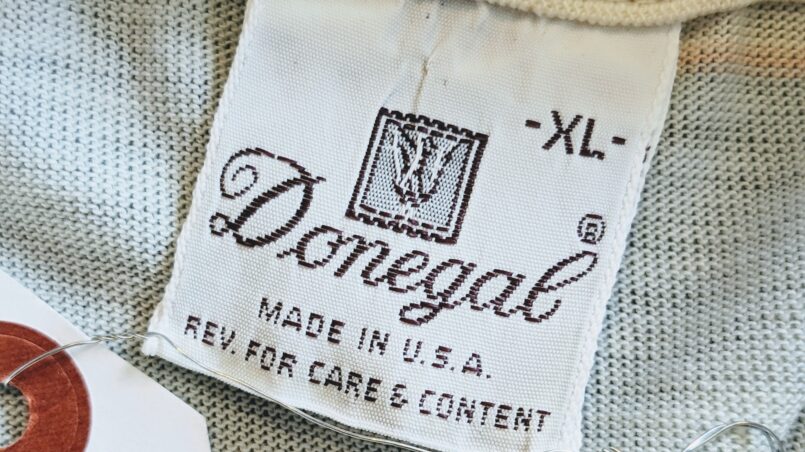 -XL-
Donegal®
MADE IN U.S.A.
REV. FOR CARE & CONTENT